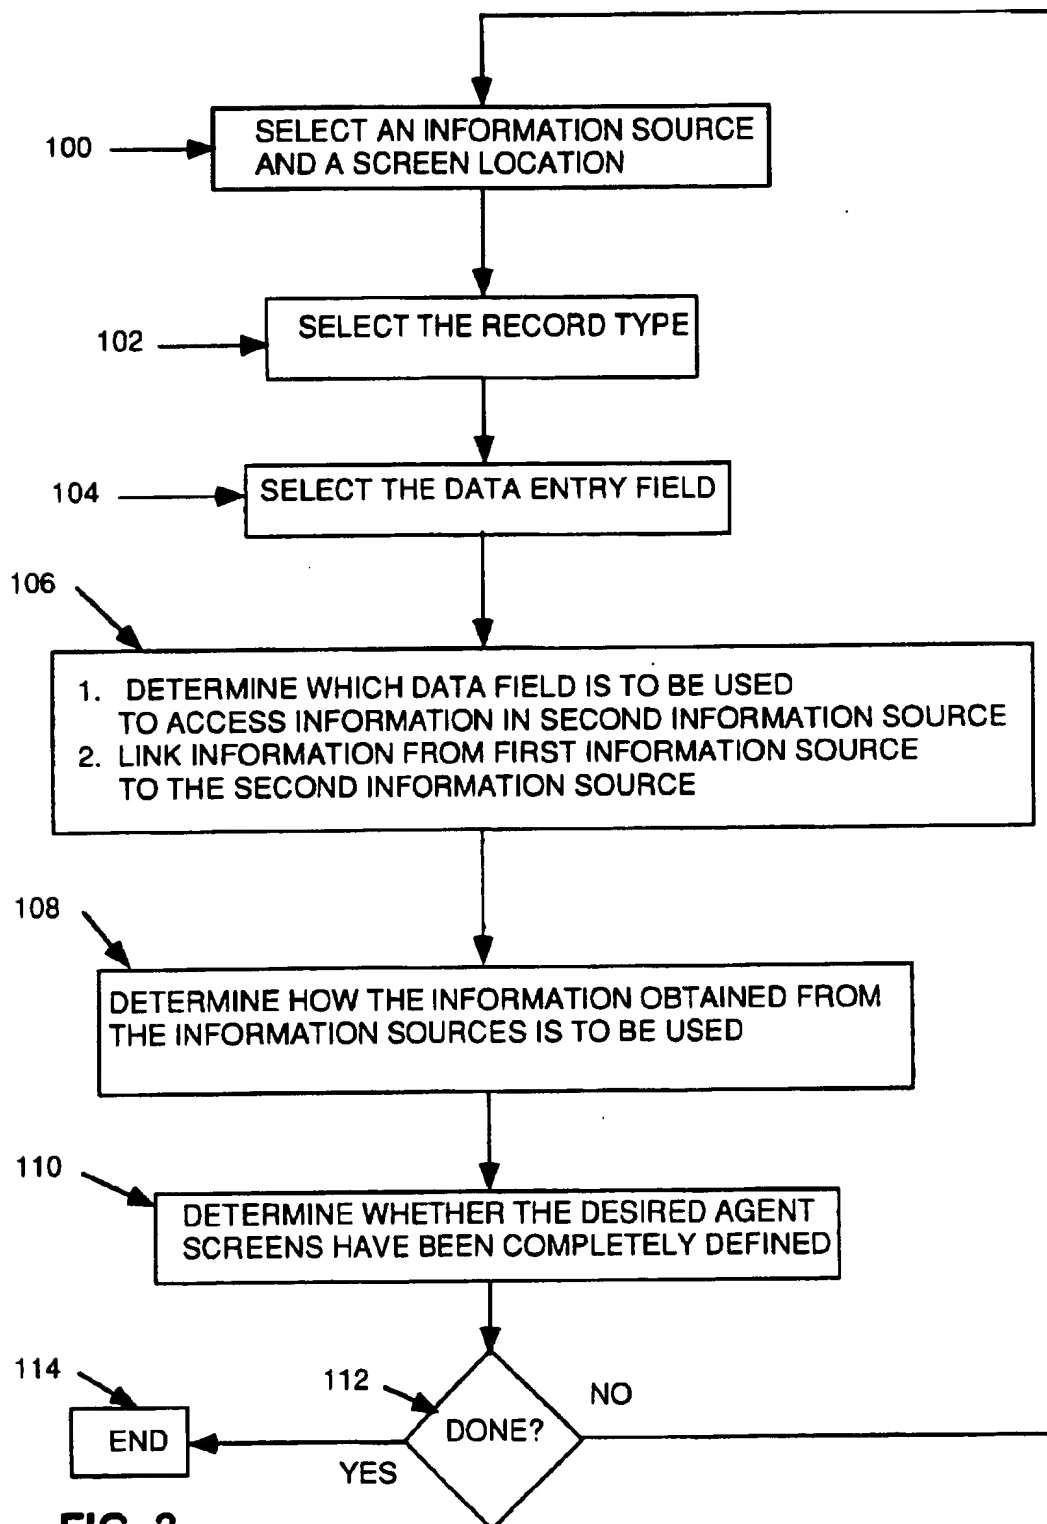 100
SELECT AN INFORMATION SOURCE
AND A SCREEN LOCATION
102
SELECT THE RECORD TYPE
104
SELECT THE DATA ENTRY FIELD
106
1. DETERMINE WHICH DATA FIELD IS TO BE USED
TO ACCESS INFORMATION IN SECOND INFORMATION SOURCE
2. LINK INFORMATION FROM FIRST INFORMATION SOURCE
TO THE SECOND INFORMATION SOURCE
108
DETERMINE HOW THE INFORMATION OBTAINED FROM
THE INFORMATION SOURCES IS TO BE USED
110
DETERMINE WHETHER THE DESIRED AGENT
SCREENS HAVE BEEN COMPLETELY DEFINED
114
112
NO
DONE?
END
YES
FIG.